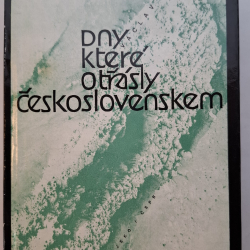 Dny,
které
otřásly
československem